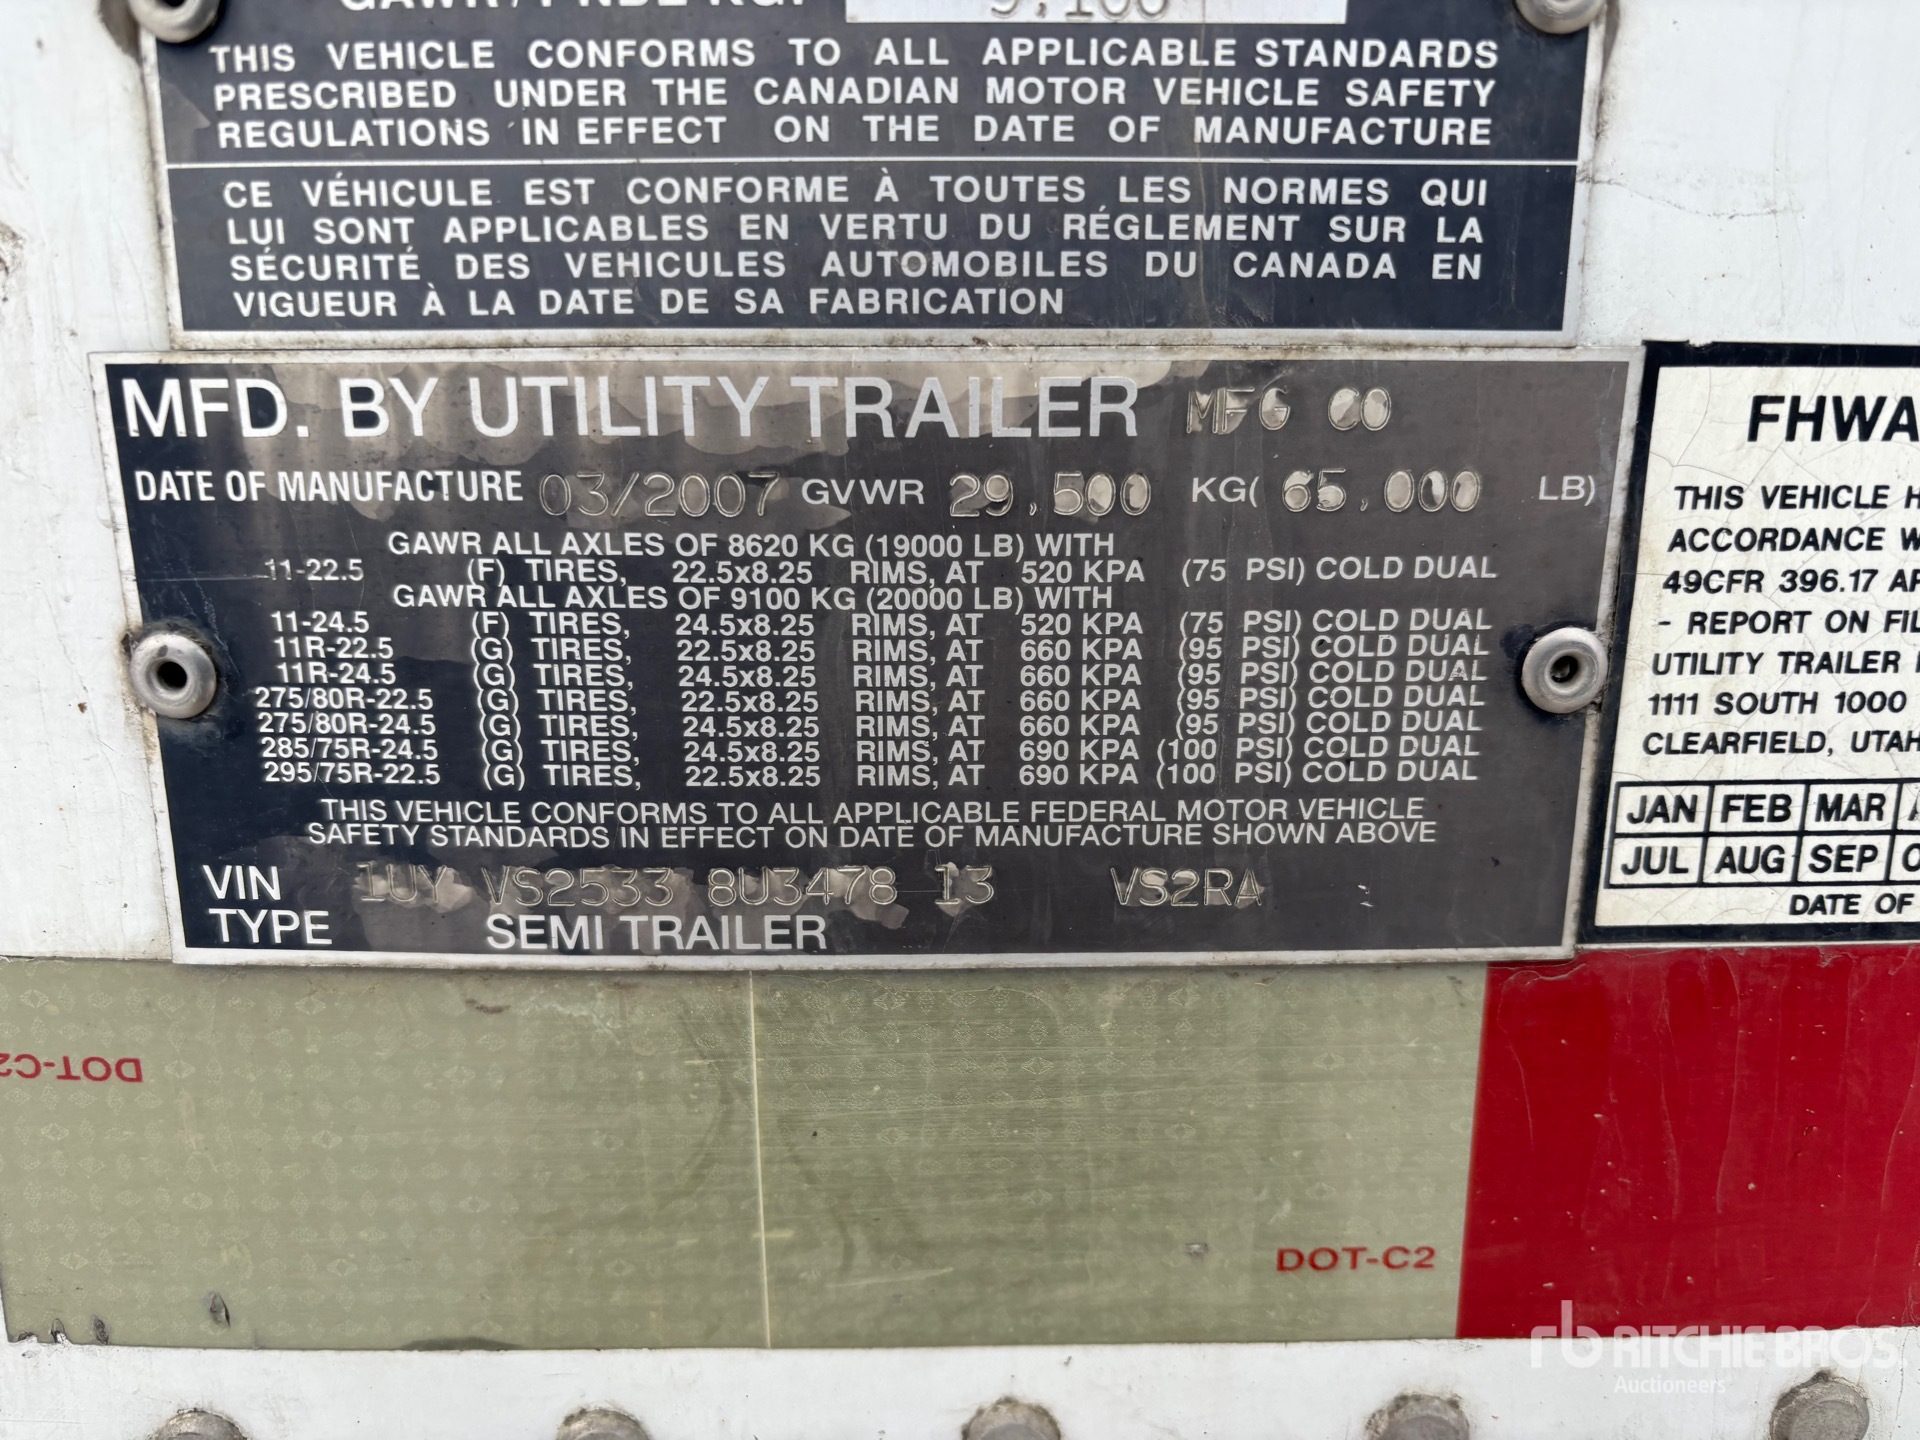 GAWR / PNBE KG.
9,100
THIS VEHICLE CONFORMS TO ALL APPLICABLE STANDARDS
PRESCRIBED UNDER THE CANADIAN MOTOR VEHICLE SAFETY
REGULATIONS IN EFFECT ON THE DATE OF MANUFACTURE
CE VÉHICULE EST CONFORME À TOUTES LES NORMES QUI
LUI SONT APPLICABLES EN VERTU DU RÉGLEMENT SUR LA
SÉCURITÉ DES VEHICULES AUTOMOBILES DU CANADA EN
VIGUEUR À LA DATE DE SA FABRICATION
MFD. BY UTILITY TRAILER MFG CO
DATE OF MANUFACTURE 03/2007 GVWR 29,500 KG( 65,000 LB)
GAWR ALL AXLES OF 8620 KG (19000 LB) WITH
11-22.5 (F) TIRES, 22.5x8.25 RIMS, AT 520 KPA (75 PSI) COLD DUAL
GAWR ALL AXLES OF 9100 KG (20000 LB) WITH
11-24.5 (F) TIRES, 24.5x8.25 RIMS, AT 520 KPA (75 PSI) COLD DUAL
11R-22.5 (G) TIRES, 22.5x8.25 RIMS, AT 660 KPA (95 PSI) COLD DUAL
11R-24.5 (G) TIRES, 24.5x8.25 RIMS, AT 660 KPA (95 PSI) COLD DUAL
275/80R-22.5 (G) TIRES, 22.5x8.25 RIMS, AT 660 KPA (95 PSI) COLD DUAL
275/80R-24.5 (G) TIRES, 24.5x8.25 RIMS, AT 660 KPA (95 PSI) COLD DUAL
285/75R-24.5 (G) TIRES, 24.5x8.25 RIMS, AT 690 KPA (100 PSI) COLD DUAL
295/75R-22.5 (G) TIRES, 22.5x8.25 RIMS, AT 690 KPA (100 PSI) COLD DUAL
THIS VEHICLE CONFORMS TO ALL APPLICABLE FEDERAL MOTOR VEHICLE
SAFETY STANDARDS IN EFFECT ON DATE OF MANUFACTURE SHOWN ABOVE
VIN 1UY VS2533 8U3478 13 VS2RA
TYPE SEMI TRAILER
FHWA
THIS VEHICLE H
ACCORDANCE W
49CFR 396.17
- REPORT ON FIL
UTILITY TRAILER
1111 SOUTH 1000
CLEARFIELD, UTAH
JAN FEB MAR
JUL AUG SEP
DATE OF
DOT-C2
DOT-C2
rb RITCHIE BROS.
Auctioneers